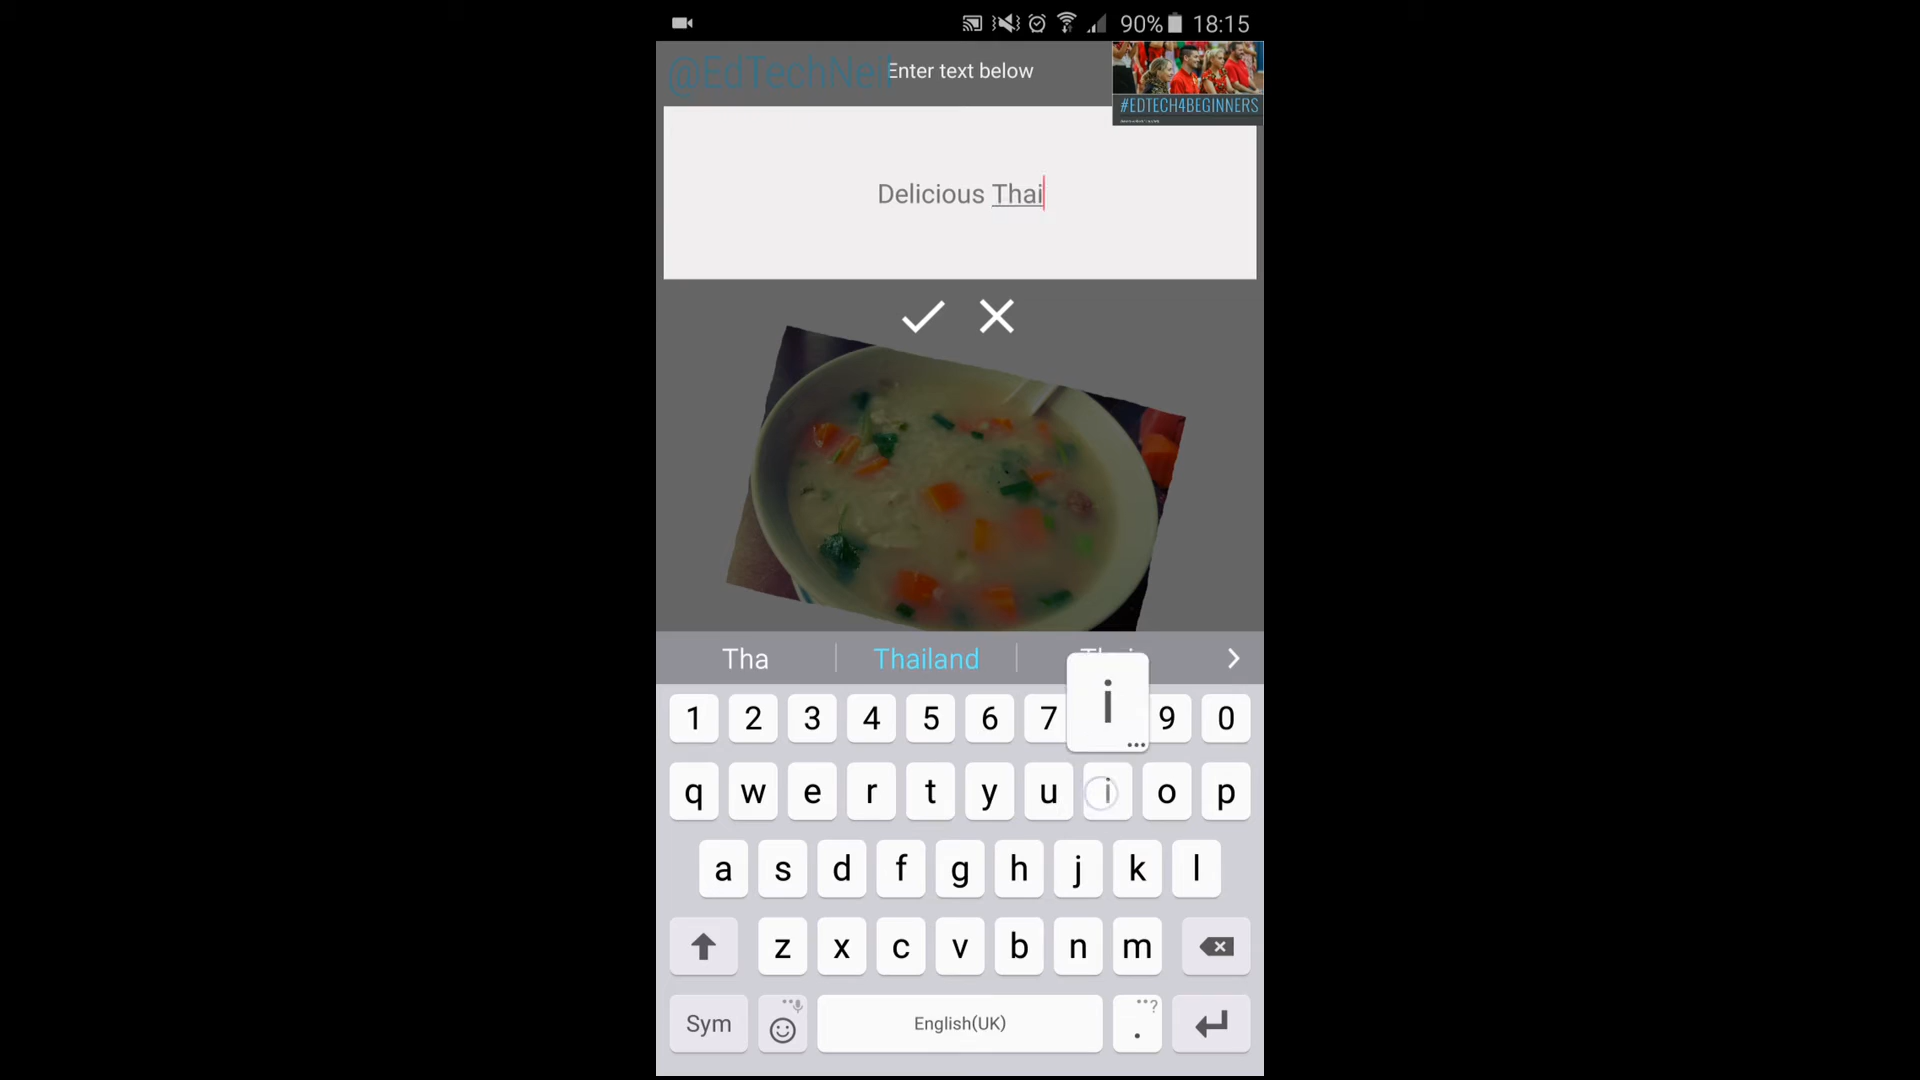 90% 18:15
@EdTechNeil
Enter text below
#EDTECH4BEGINNERS
Delicious Thai
Tha Thailand
i
1 2 3 4 5 6 7 9 0
q w e r t y u i o p
a s d f g h j k l
z x c v b n m
Sym English(UK) . ?